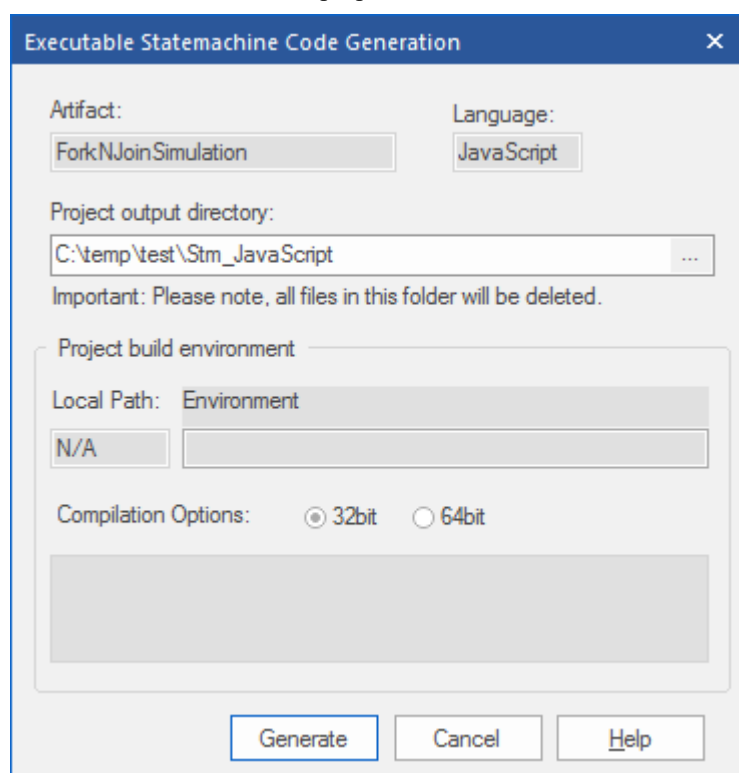 Executable Statemachine Code Generation ×
Artifact: Language:
ForkNJoinSimulation JavaScript
Project output directory:
C:\temp\test\Stm_JavaScript ...
Important: Please note, all files in this folder will be deleted.
Project build environment
Local Path: Environment
N/A
Compilation Options: 32bit 64bit
Generate Cancel Help